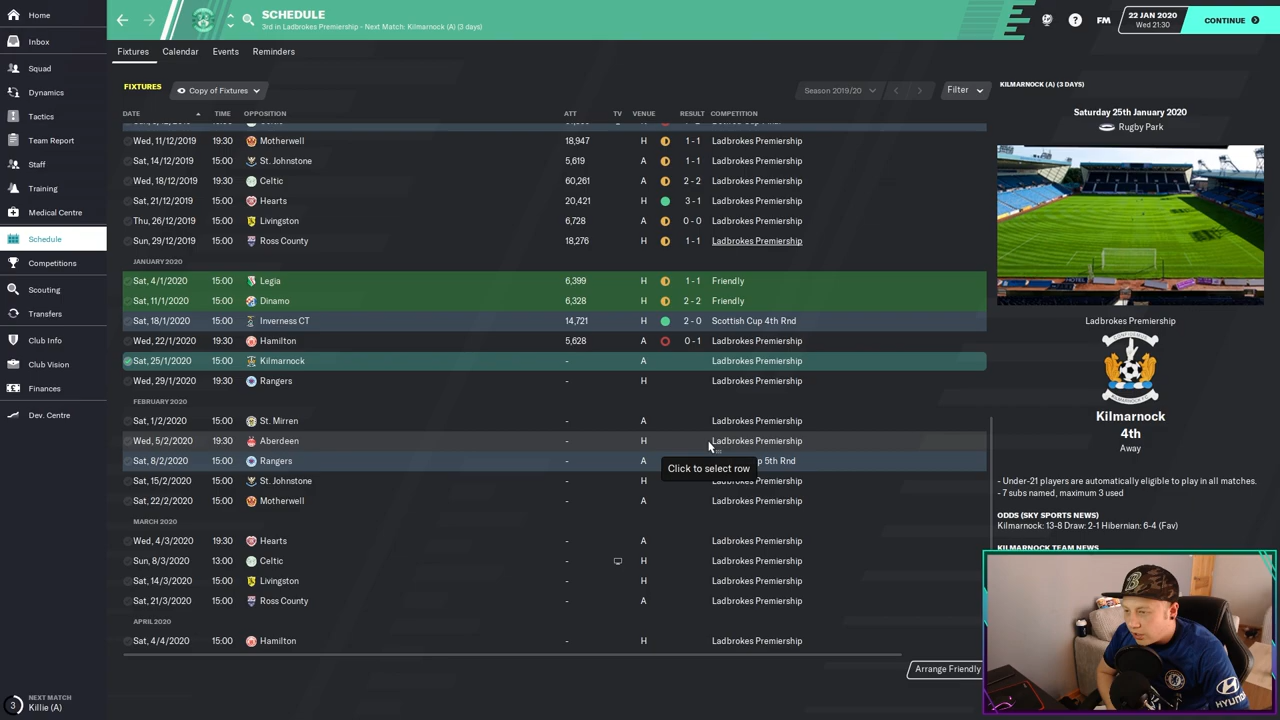 Home
SCHEDULE
3rd in Ladbrokes Premiership - Next Match: Kilmarnock (A) (3 days)
FM
22 JAN 2020
Wed 21:30
CONTINUE
Inbox
Squad
Dynamics
Tactics
Team Report
Staff
Training
Medical Centre
Schedule
Competitions
Scouting
Transfers
Club Info
Club Vision
Finances
Dev. Centre
NEXT MATCH
3 Killie (A)
Fixtures Calendar Events Reminders
FIXTURES Copy of Fixtures Season 2019/20 Filter
DATE TIME OPPOSITION ATT TV VENUE RESULT COMPETITION
Wed, 11/12/2019 19:30 Motherwell 18,947 H 1 - 1 Ladbrokes Premiership
Sat, 14/12/2019 15:00 St. Johnstone 5,619 A 1 - 1 Ladbrokes Premiership
Wed, 18/12/2019 19:30 Celtic 60,261 A 2 - 2 Ladbrokes Premiership
Sat, 21/12/2019 15:00 Hearts 20,421 H 3 - 1 Ladbrokes Premiership
Thu, 26/12/2019 15:00 Livingston 6,728 A 0 - 0 Ladbrokes Premiership
Sun, 29/12/2019 15:00 Ross County 18,276 H 1 - 1 Ladbrokes Premiership
JANUARY 2020
Sat, 4/1/2020 15:00 Legia 6,399 H 1 - 1 Friendly
Sat, 11/1/2020 15:00 Dinamo 6,328 H 2 - 2 Friendly
Sat, 18/1/2020 15:00 Inverness CT 14,721 H 2 - 0 Scottish Cup 4th Rnd
Wed, 22/1/2020 19:30 Hamilton 5,628 A 0 - 1 Ladbrokes Premiership
Sat, 25/1/2020 15:00 Kilmarnock - A Ladbrokes Premiership
Wed, 29/1/2020 19:30 Rangers - H Ladbrokes Premiership
FEBRUARY 2020
Sat, 1/2/2020 15:00 St. Mirren - A Ladbrokes Premiership
Wed, 5/2/2020 19:30 Aberdeen - H Ladbrokes Premiership
Sat, 8/2/2020 15:00 Rangers - A p 5th Rnd
Click to select row
Sat, 15/2/2020 15:00 St. Johnstone - H Ladbrokes Premiership
Sat, 22/2/2020 15:00 Motherwell - A Ladbrokes Premiership
MARCH 2020
Wed, 4/3/2020 19:30 Hearts - A Ladbrokes Premiership
Sun, 8/3/2020 13:00 Celtic - H Ladbrokes Premiership
Sat, 14/3/2020 15:00 Livingston - H Ladbrokes Premiership
Sat, 21/3/2020 15:00 Ross County - A Ladbrokes Premiership
APRIL 2020
Sat, 4/4/2020 15:00 Hamilton - H Ladbrokes Premiership
Arrange Friendly
KILMARNOCK (A) (3 DAYS)
Saturday 25th January 2020
Rugby Park
Ladbrokes Premiership
Kilmarnock
4th
Away
- Under-21 players are automatically eligible to play in all matches.
- 7 subs named, maximum 3 used
ODDS (SKY SPORTS NEWS)
Kilmarnock: 13-8 Draw: 2-1 Hibernian: 6-4 (Fav)
KILMARNOCK TEAM NEWS
HYUNDAI